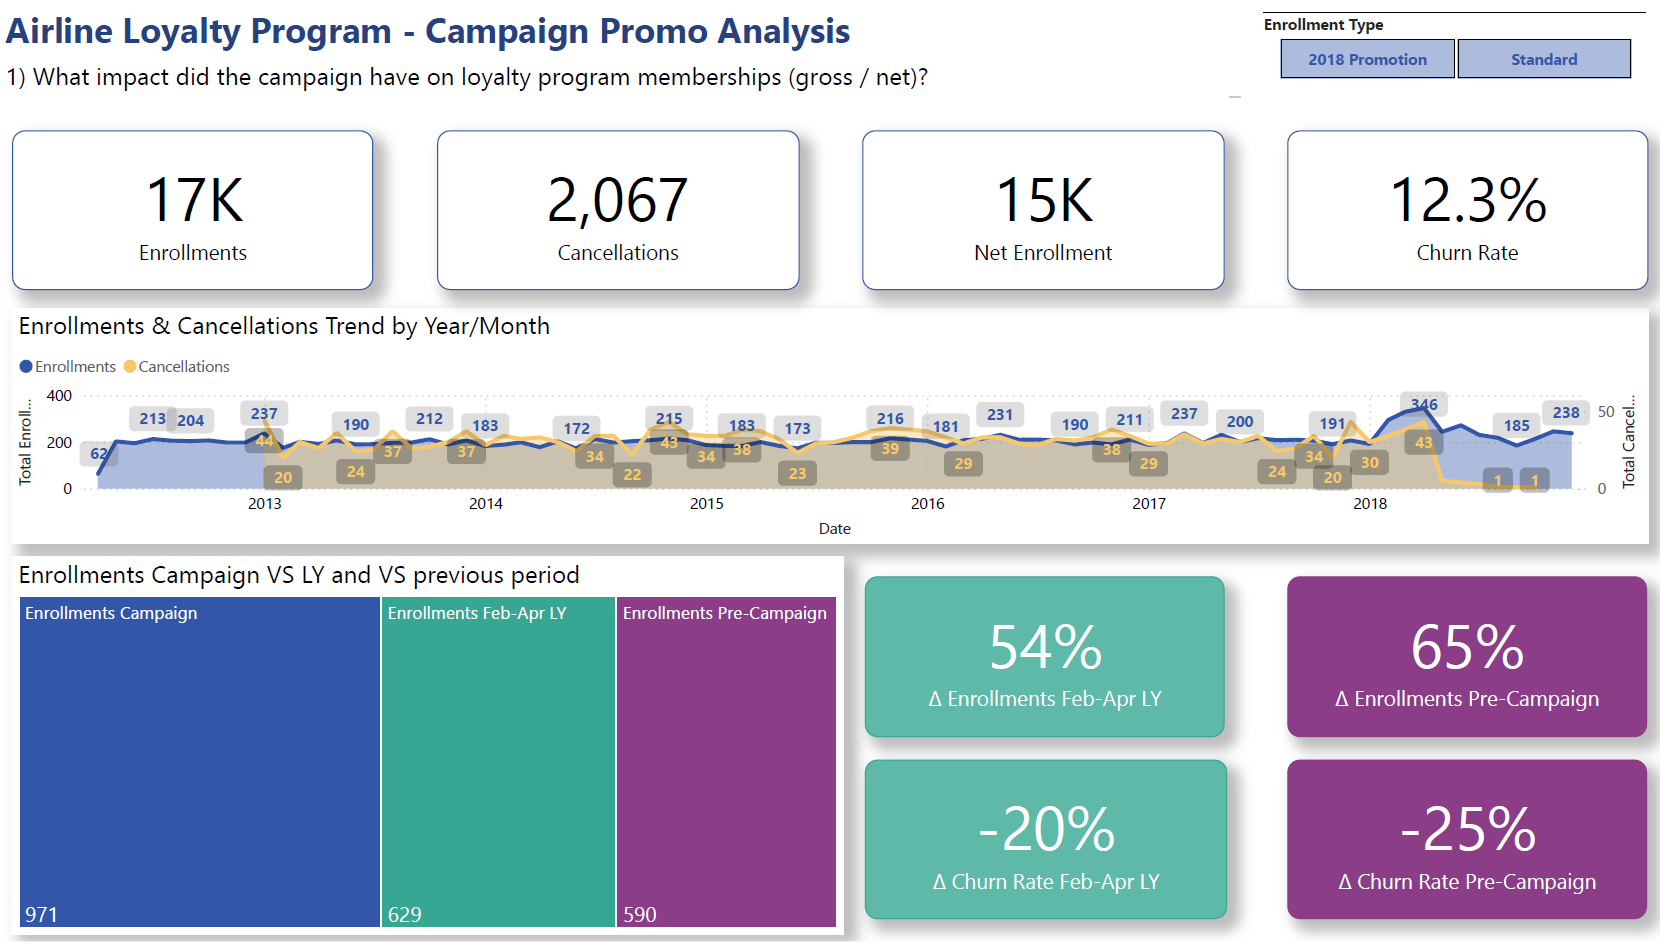 Airline Loyalty Program - Campaign Promo Analysis
1) What impact did the campaign have on loyalty program memberships (gross / net)?
Enrollment Type
2018 Promotion
Standard
17K
Enrollments
2,067
Cancellations
15K
Net Enrollment
12.3%
Churn Rate
Enrollments & Cancellations Trend by Year/Month
Enrollments Cancellations
Total Enroll...
400
200
0
62
213
204
237
190
212
183
172
215
183
173
216
181
231
190
211
237
200
191
346
185
238
44
20
24
37
37
34
22
43
34
38
23
39
29
38
29
24
34
20
30
43
1
1
50
0
Total Cancel...
2013
2014
2015
2016
2017
2018
Date
Enrollments Campaign VS LY and VS previous period
Enrollments Campaign
971
Enrollments Feb-Apr LY
629
Enrollments Pre-Campaign
590
54%
Δ Enrollments Feb-Apr LY
65%
Δ Enrollments Pre-Campaign
-20%
Δ Churn Rate Feb-Apr LY
-25%
Δ Churn Rate Pre-Campaign